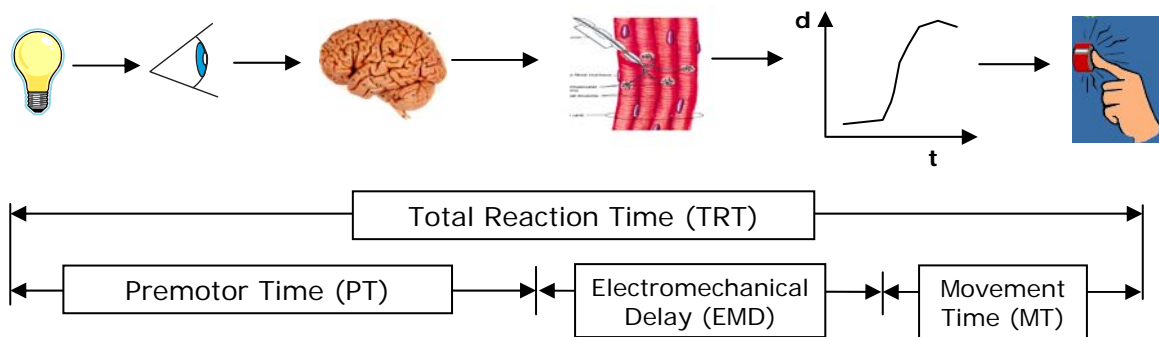 d
t
Total Reaction Time (TRT)
Premotor Time (PT)
Electromechanical
Delay (EMD)
Movement
Time (MT)